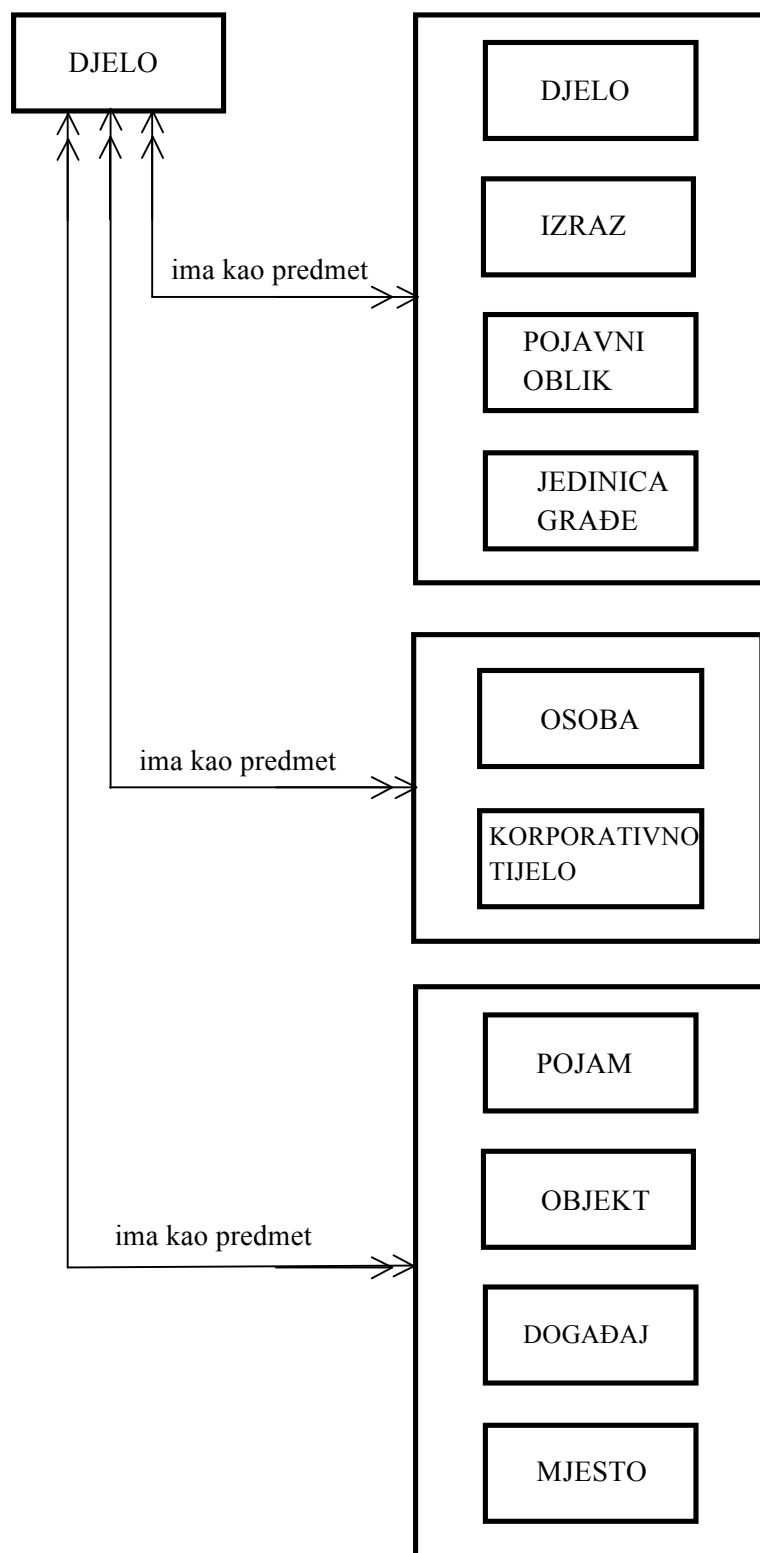 DJELO
DJELO
IZRAZ
ima kao predmet
POJAVNI
OBLIK
JEDINICA
GRAĐE
OSOBA
ima kao predmet
KORPORATIVNO
TIJELO
POJAM
OBJEKT
ima kao predmet
DOGAĐAJ
MJESTO